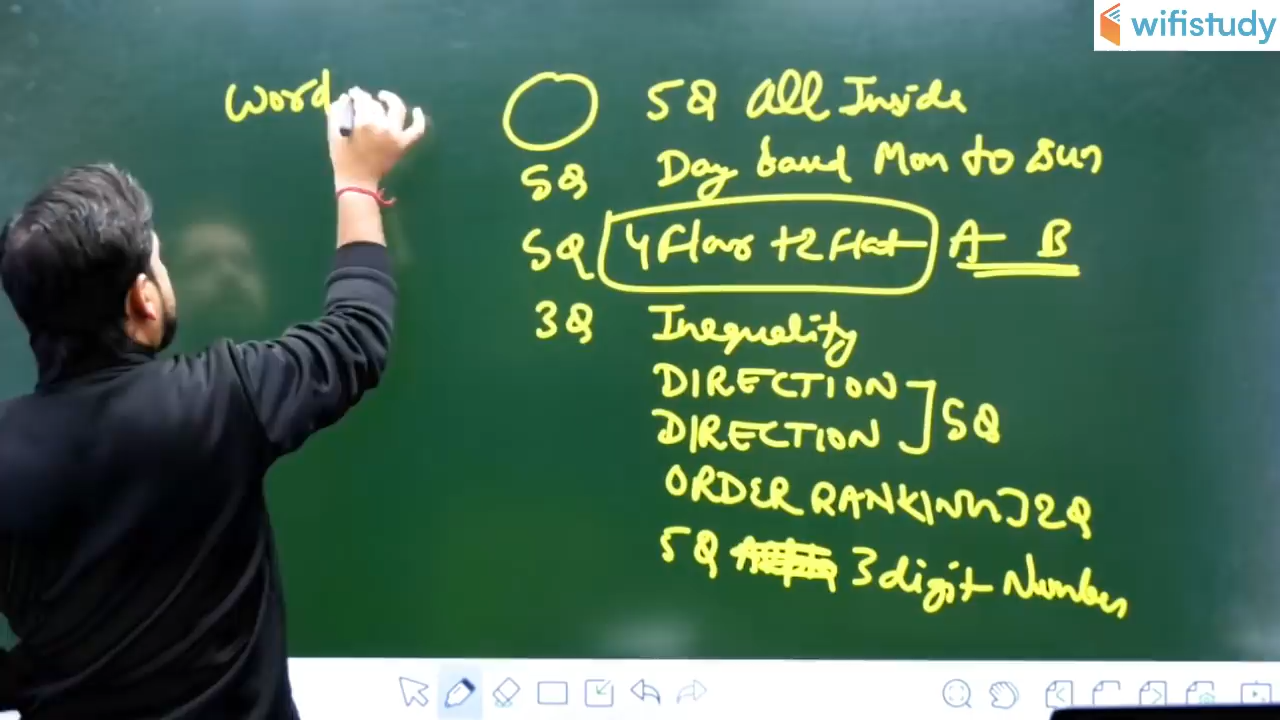 wifistudy
Word
5Q All Inside
5Q Day based Mon to Sun
5Q 4 Floor + 2 Flat A B
3Q Inequality
DIRECTION
DIRECTION 5Q
ORDER RANKING 2Q
5Q 3 digit Number